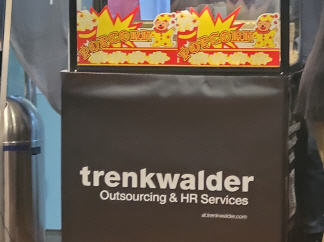 POPCORN POPCORN
trenkwalder
Outsourcing & HR Services
at.trenkwalder.com